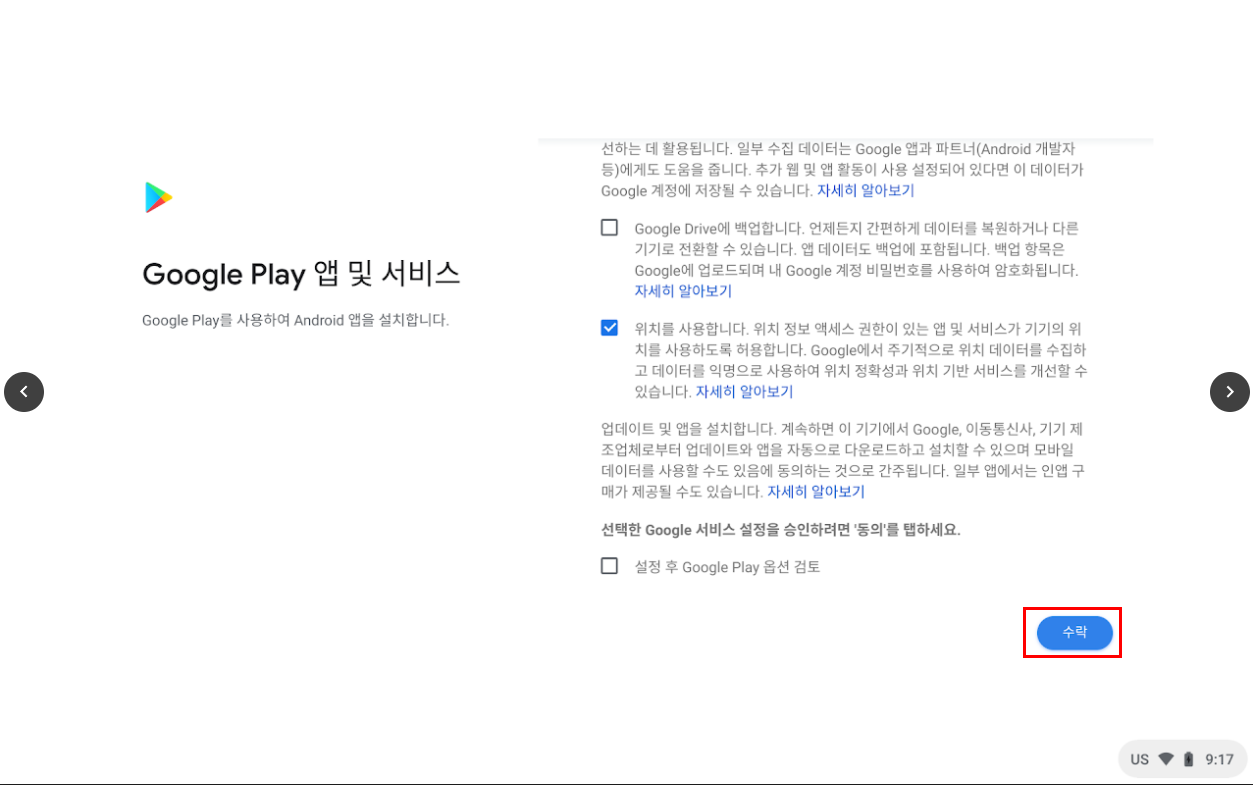 선하는 데 활용됩니다. 일부 수집 데이터는 Google 앱과 파트너(Android 개발자
등)에게도 도움을 줍니다. 추가 웹 및 앱 활동이 사용 설정되어 있다면 이 데이터가
Google 계정에 저장될 수 있습니다. 자세히 알아보기
Google Play 앱 및 서비스
Google Play를 사용하여 Android 앱을 설치합니다.
Google Drive에 백업합니다. 언제든지 간편하게 데이터를 복원하거나 다른
기기로 전환할 수 있습니다. 앱 데이터도 백업에 포함됩니다. 백업 항목은
Google에 업로드되며 내 Google 계정 비밀번호를 사용하여 암호화됩니다.
자세히 알아보기
위치를 사용합니다. 위치 정보 액세스 권한이 있는 앱 및 서비스가 기기의 위
치를 사용하도록 허용합니다. Google에서 주기적으로 위치 데이터를 수집하
고 데이터를 익명으로 사용하여 위치 정확성과 위치 기반 서비스를 개선할 수
있습니다. 자세히 알아보기
업데이트 및 앱을 설치합니다. 계속하면 이 기기에서 Google, 이동통신사, 기기 제
조업체로부터 업데이트와 앱을 자동으로 다운로드하고 설치할 수 있으며 모바일
데이터를 사용할 수도 있음에 동의하는 것으로 간주됩니다. 일부 앱에서는 인앱 구
매가 제공될 수도 있습니다. 자세히 알아보기
선택한 Google 서비스 설정을 승인하려면 '동의'를 탭하세요.
설정 후 Google Play 옵션 검토
수락
US 9:17